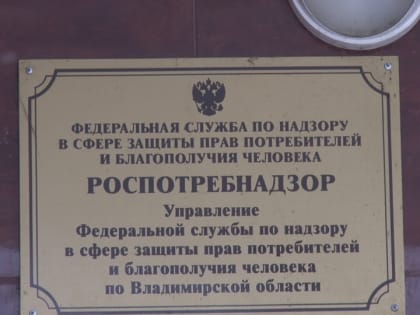 ФЕДЕРАЛЬНАЯ СЛУЖБА ПО НАДЗОРУ
В СФЕРЕ ЗАЩИТЫ ПРАВ ПОТРЕБИТЕЛЕЙ
И БЛАГОПОЛУЧИЯ ЧЕЛОВЕКА
РОСПОТРЕБНАДЗОР
Управление
Федеральной службы по надзору
в сфере защиты прав потребителей
и благополучия человека
по Владимирской области